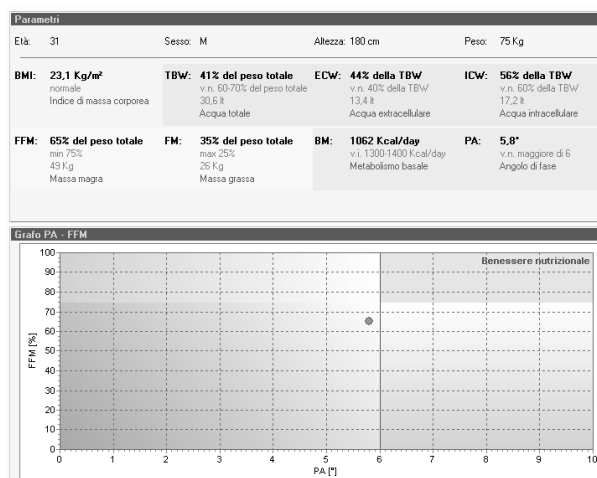 Parametri
Età: 31 Sesso: M Altezza: 180 cm Peso: 75 Kg
BMI: 23,1 Kg/m² TBW: 41% del peso totale ECW: 44% della TBW ICW: 56% della TBW
normale v.n. 60-70% del peso totale v.n. 40% della TBW v.n. 60% della TBW
Indice di massa corporea 30,6 lt 13,4 lt 17,2 lt
Acqua totale Acqua extracellulare Acqua intracellulare
FFM: 65% del peso totale FM: 35% del peso totale BM: 1062 Kcal/day PA: 5,8°
min 75% max 25% v.i. 1300-1400 Kcal/day v.n. maggiore di 6
49 Kg 26 Kg Metabolismo basale Angolo di fase
Massa magra Massa grassa
Grafo PA - FFM
Benessere nutrizionale
100
90
80
70
60
50
40
30
20
10
0
FFM [%]
0 1 2 3 4 5 6 7 8 9 10
PA [°]